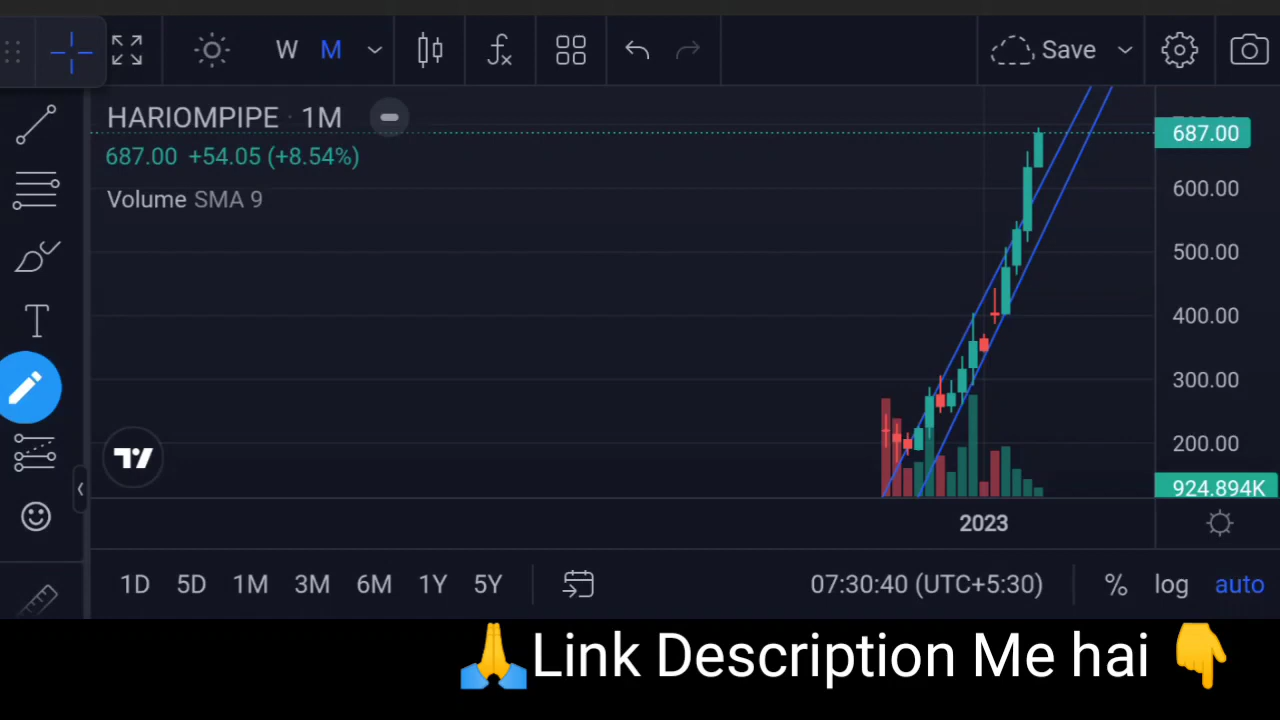 W M Save
HARIOMPIPE · 1M
687.00 +54.05 (+8.54%)
Volume SMA 9
687.00
600.00
500.00
400.00
300.00
200.00
924.894K
2023
1D 5D 1M 3M 6M 1Y 5Y 07:30:40 (UTC+5:30) % log auto
🙏Link Description Me hai 👇